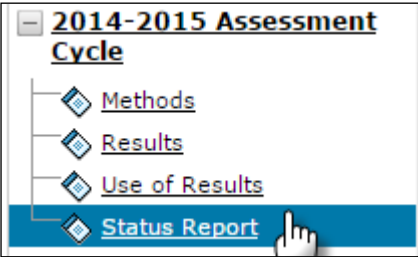 2014-2015 Assessment
Cycle
Methods
Results
Use of Results
Status Report